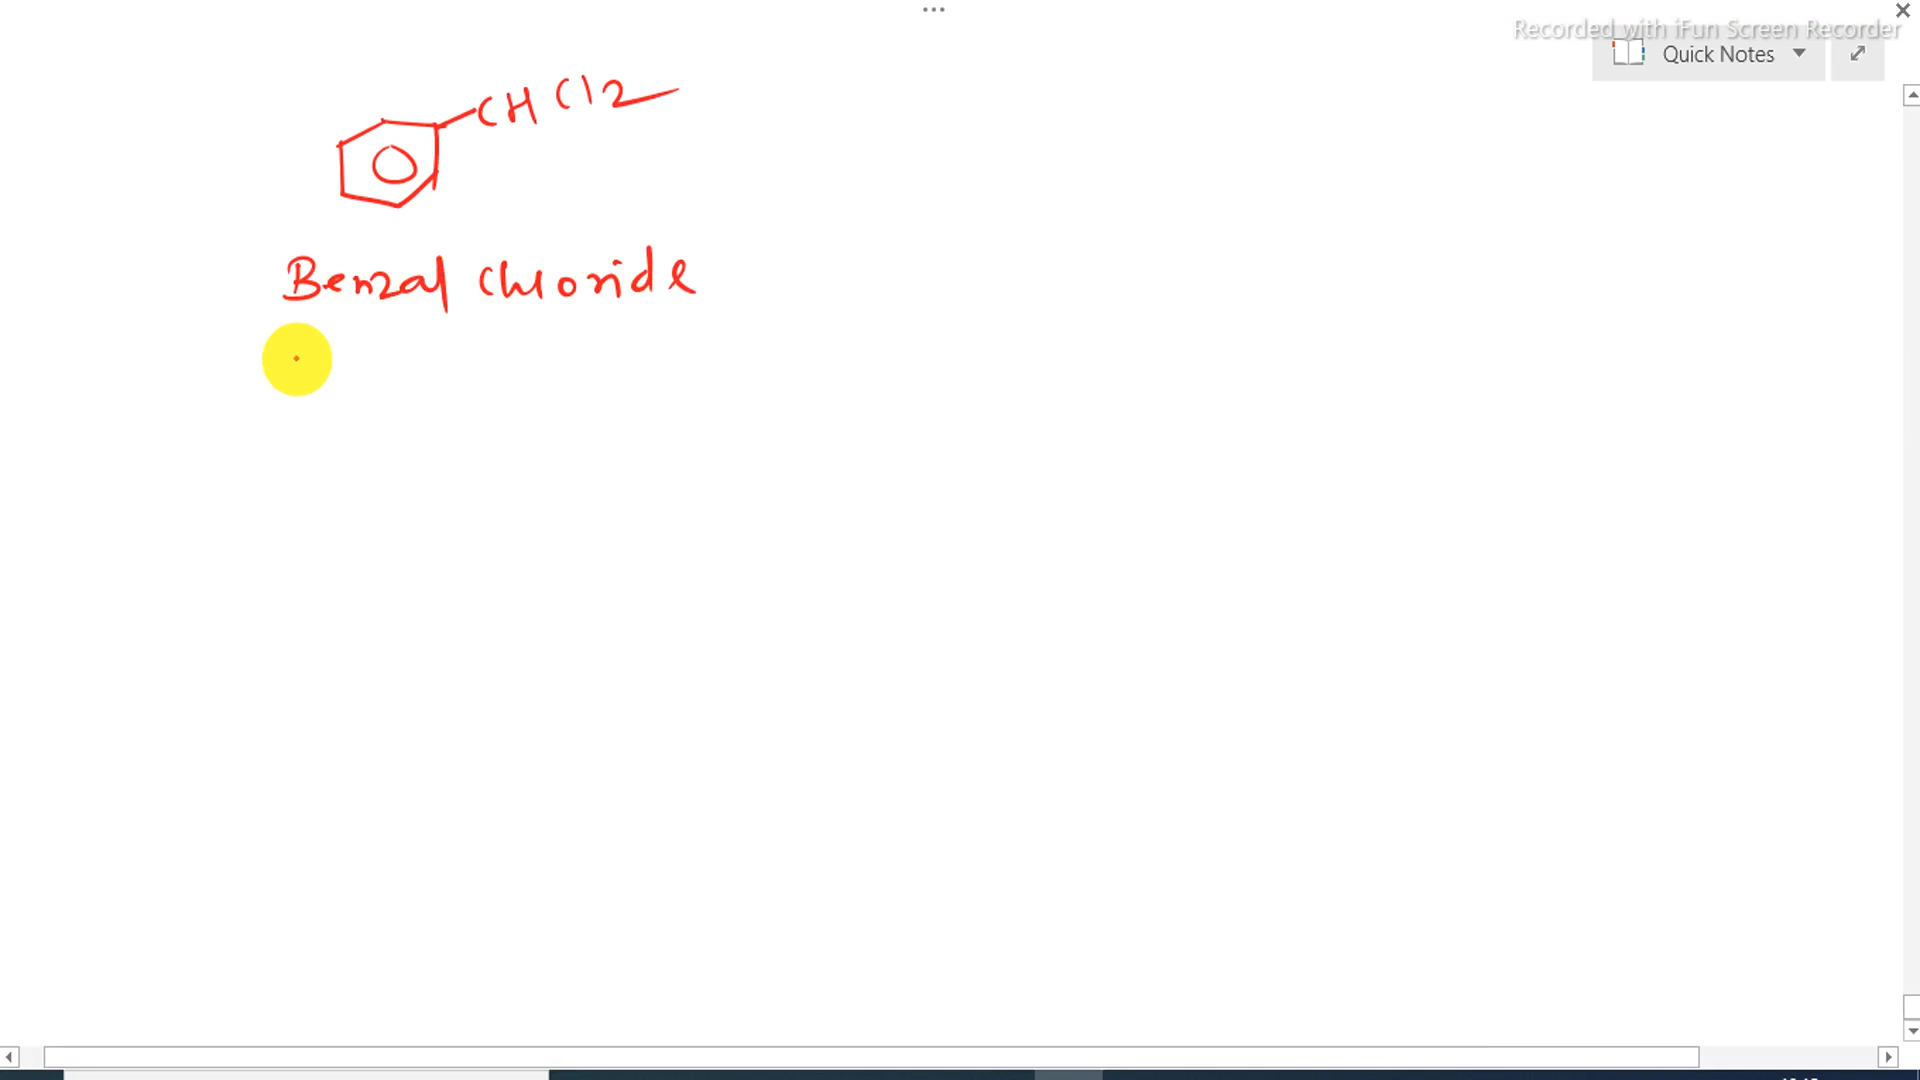 Recorded with iFun Screen Recorder
Quick Notes
CHCl2
Benzal chloride